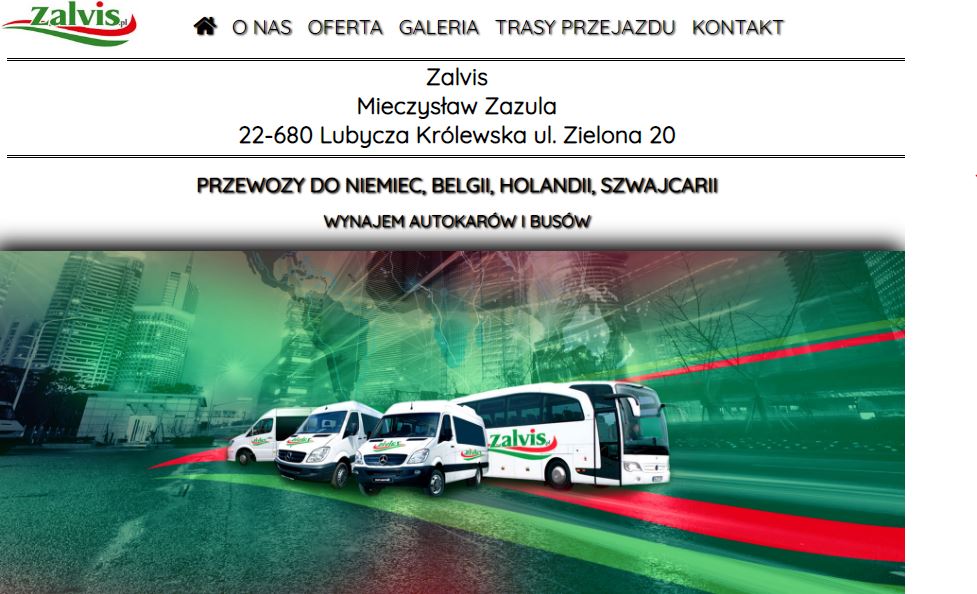 Zalvis.pl
O NAS OFERTA GALERIA TRASY PRZEJAZDU KONTAKT
Zalvis
Mieczysław Zazula
22-680 Lubycza Królewska ul. Zielona 20
PRZEWOZY DO NIEMIEC, BELGII, HOLANDII, SZWAJCARII
WYNAJEM AUTOKARÓW I BUSÓW
zalvis